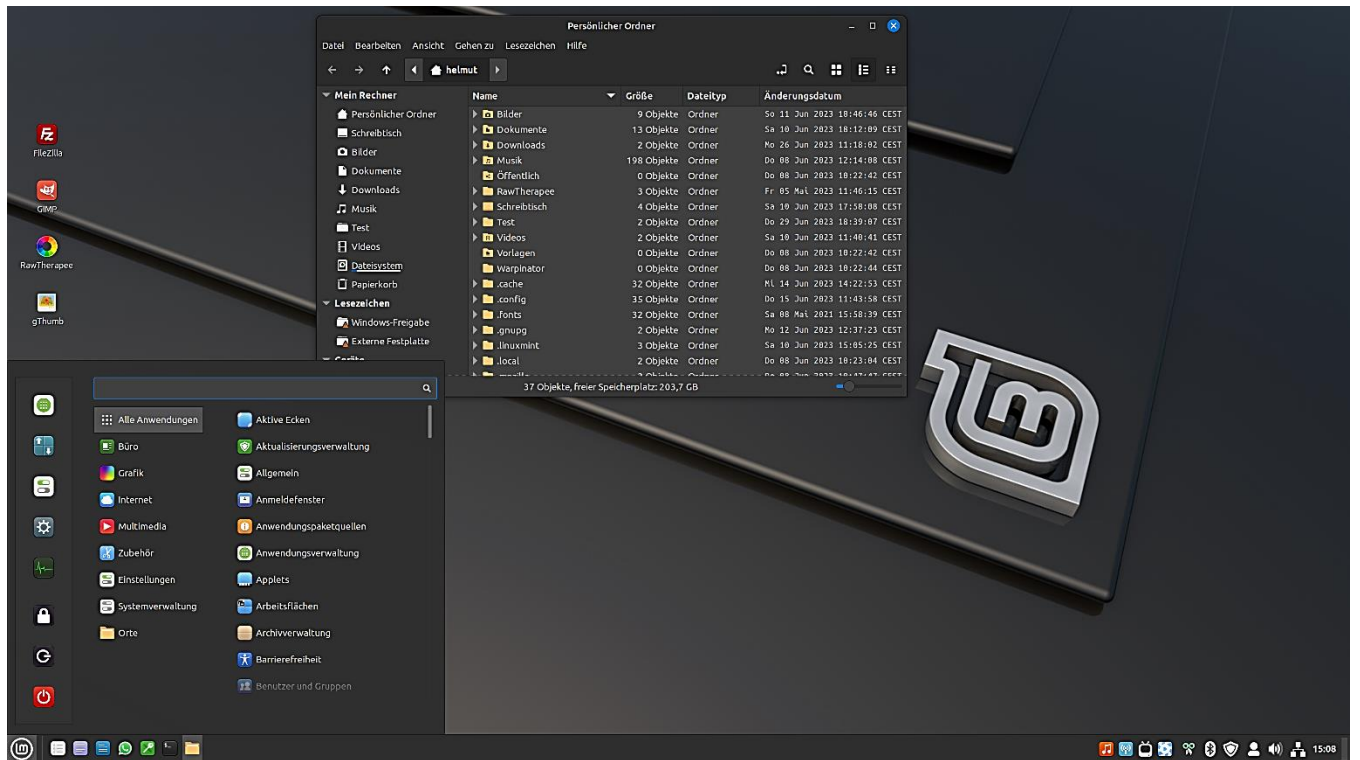 Persönlicher Ordner
Datei Bearbeiten Ansicht Gehen zu Lesezeichen Hilfe
helmut
Mein Rechner
Persönlicher Ordner
Schreibtisch
Bilder
Dokumente
Downloads
Musik
Test
Videos
Dateisystem
Papierkorb
Lesezeichen
Windows-Freigabe
Externe Festplatte
Geräte
Name Größe Dateityp Änderungsdatum
Bilder 9 Objekte Ordner So 11 Jun 2023 18:46:46 CEST
Dokumente 13 Objekte Ordner Sa 10 Jun 2023 18:12:09 CEST
Downloads 2 Objekte Ordner Mo 26 Jun 2023 11:18:02 CEST
Musik 198 Objekte Ordner Do 08 Jun 2023 12:14:08 CEST
Öffentlich 0 Objekte Ordner Do 08 Jun 2023 10:22:42 CEST
RawTherapee 3 Objekte Ordner Fr 05 Mai 2023 11:46:15 CEST
Schreibtisch 4 Objekte Ordner Sa 10 Jun 2023 17:58:08 CEST
Test 2 Objekte Ordner Do 29 Jun 2023 18:39:07 CEST
Videos 2 Objekte Ordner Sa 10 Jun 2023 11:40:41 CEST
Vorlagen 0 Objekte Ordner Do 08 Jun 2023 10:22:42 CEST
Warpinator 0 Objekte Ordner Do 08 Jun 2023 10:22:44 CEST
.cache 32 Objekte Ordner Mi 14 Jun 2023 14:22:53 CEST
.config 35 Objekte Ordner Do 15 Jun 2023 11:43:58 CEST
.fonts 32 Objekte Ordner Sa 08 Mai 2021 15:58:39 CEST
.gnupg 2 Objekte Ordner Mo 12 Jun 2023 12:37:23 CEST
.linuxmint 3 Objekte Ordner Sa 10 Jun 2023 15:05:25 CEST
.local 2 Objekte Ordner Do 08 Jun 2023 10:23:04 CEST
37 Objekte, freier Speicherplatz: 203,7 GB
FileZilla
GIMP
RawTherapee
gThumb
Alle Anwendungen
Büro
Grafik
Internet
Multimedia
Zubehör
Einstellungen
Systemverwaltung
Orte
Aktive Ecken
Aktualisierungsverwaltung
Allgemein
Anmeldefenster
Anwendungspaketquellen
Anwendungsverwaltung
Applets
Arbeitsflächen
Archivverwaltung
Barrierefreiheit
Benutzer und Gruppen
15:08